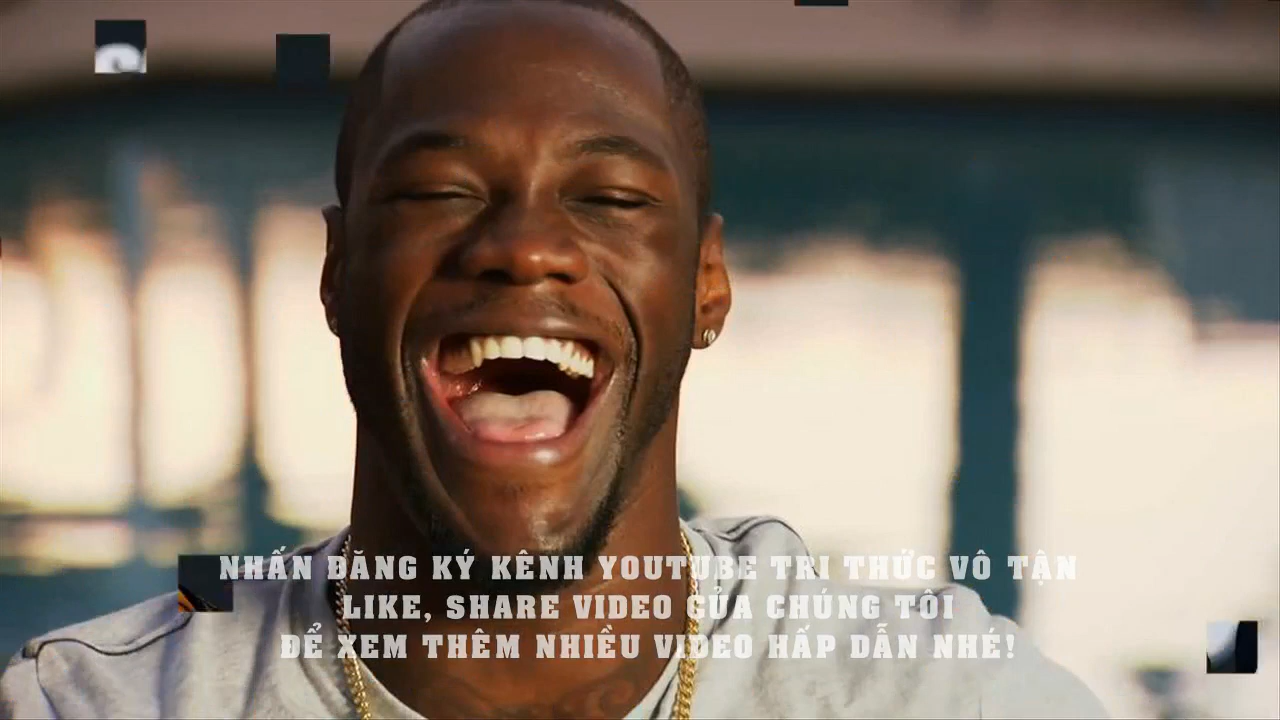 NHẤN ĐĂNG KÝ KÊNH YOUTUBE TRI THỨC VÔ TẬN
LIKE, SHARE VIDEO CỦA CHÚNG TÔI
ĐỂ XEM THÊM NHIỀU VIDEO HẤP DẪN NHÉ!